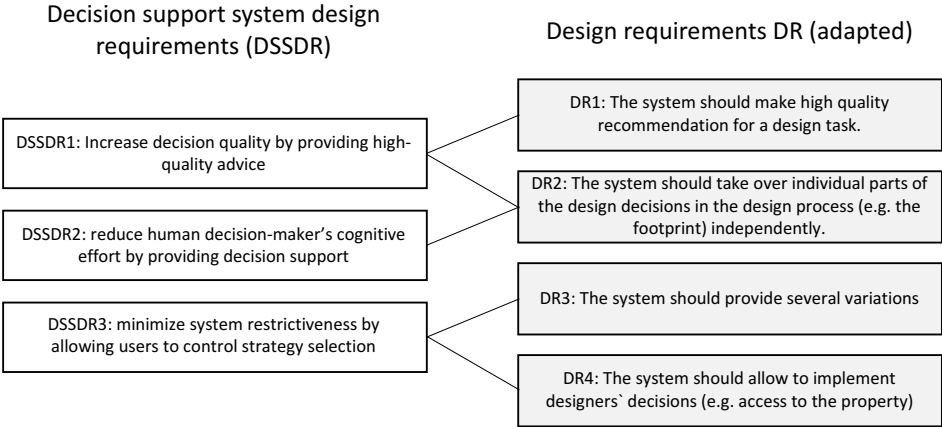 Decision support system design
requirements (DSSDR)
DSSDR1: Increase decision quality by providing high-
quality advice
DSSDR2: reduce human decision-maker's cognitive
effort by providing decision support
DSSDR3: minimize system restrictiveness by
allowing users to control strategy selection
Design requirements DR (adapted)
DR1: The system should make high quality
recommendation for a design task.
DR2: The system should take over individual parts of
the design decisions in the design process (e.g. the
footprint) independently.
DR3: The system should provide several variations
DR4: The system should allow to implement
designers` decisions (e.g. access to the property)